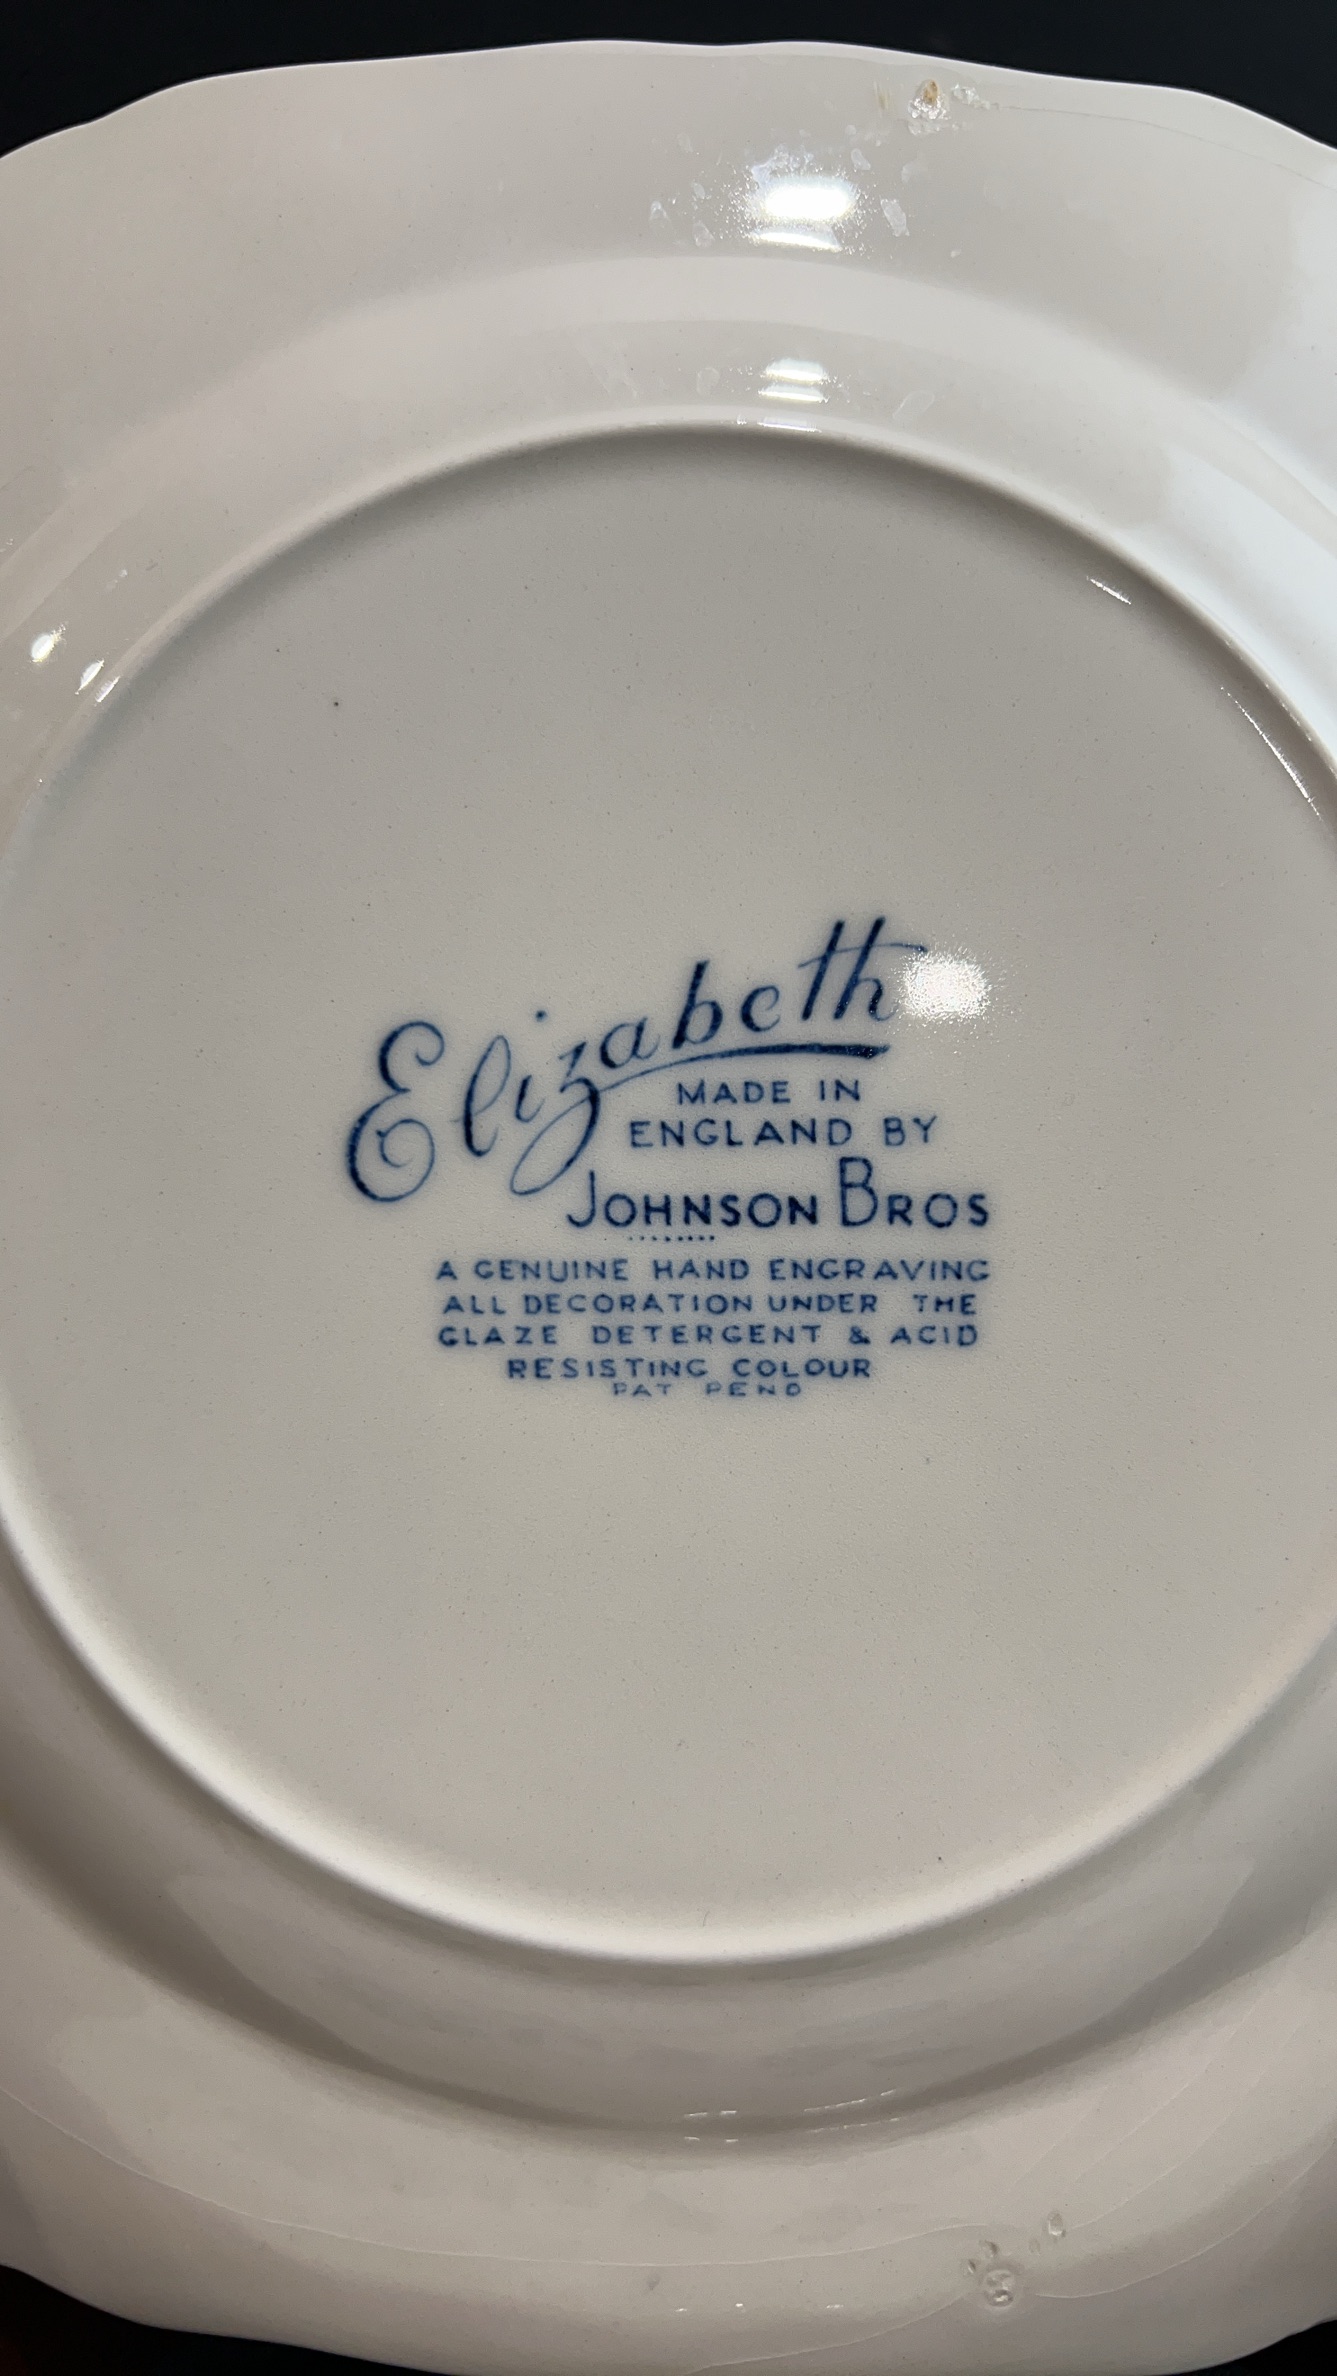 Elizabeth
MADE IN
ENGLAND BY
JOHNSON BROS
A GENUINE HAND ENGRAVING
ALL DECORATION UNDER THE
GLAZE DETERGENT & ACID
RESISTING COLOUR
PAT PEND